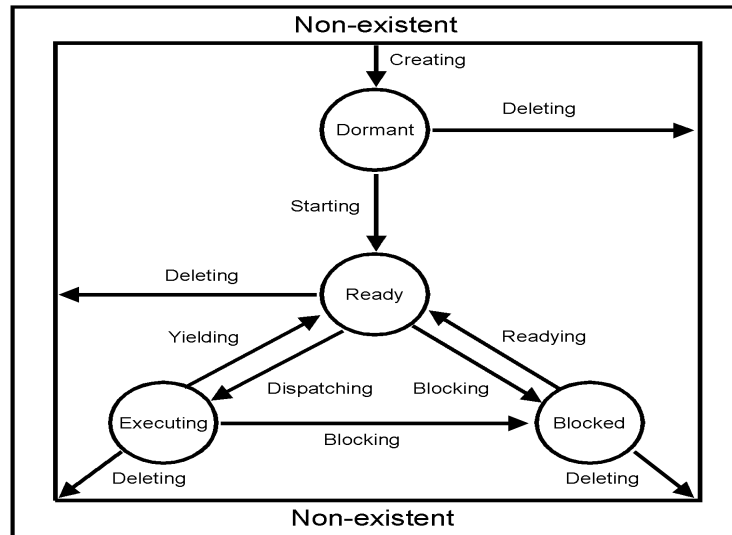 Non-existent
Creating
Dormant
Deleting
Starting
Deleting
Ready
Yielding
Readying
Dispatching
Blocking
Executing
Blocking
Blocked
Deleting
Deleting
Non-existent